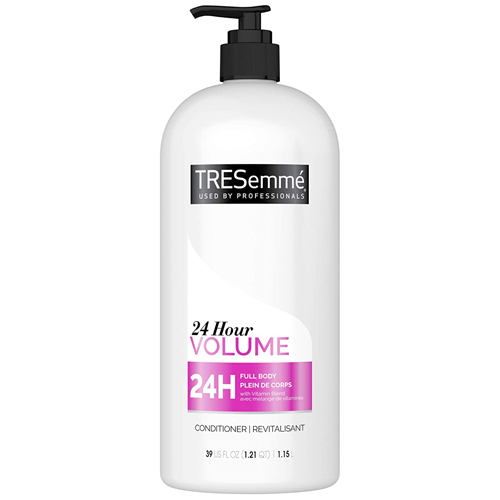 TRESemmé
USED BY PROFESSIONALS
24 Hour
VOLUME
24H
FULL BODY
PLEIN DE CORPS
with Vitamin Blend
avec mélange de vitamines
CONDITIONER | REVITALISANT
39 US FL OZ (1.21 QT) | 1.15 L